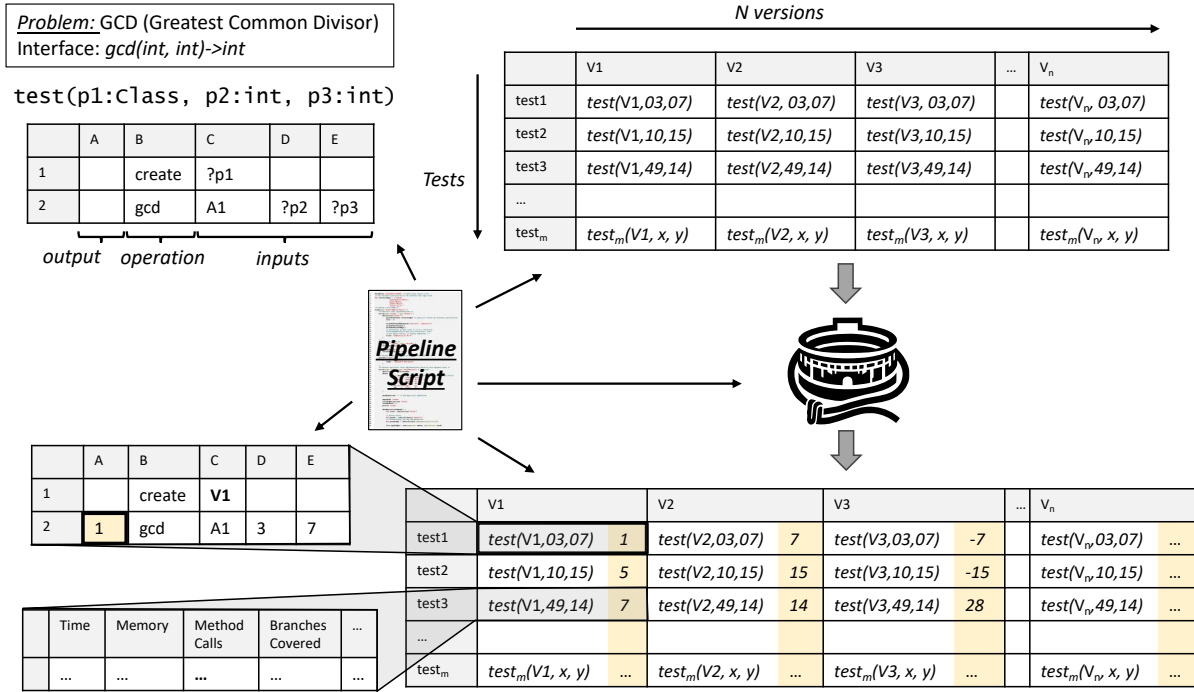 Problem: GCD (Greatest Common Divisor)
Interface: gcd(int, int)->int
test(p1:Class, p2:int, p3:int)
A B C D E
1 create ?p1
2 gcd A1 ?p2 ?p3
output operation inputs
N versions
Tests
V1 V2 V3 ... Vn
test1 test(V1,03,07) test(V2, 03,07) test(V3, 03,07) test(Vn, 03,07)
test2 test(V1,10,15) test(V2,10,15) test(V3,10,15) test(Vn,10,15)
test3 test(V1,49,14) test(V2,49,14) test(V3,49,14) test(Vn,49,14)
...
testm testm(V1, x, y) testm(V2, x, y) testm(V3, x, y) testm(Vn, x, y)
Pipeline
Script
A B C D E
1 create V1
2 1 gcd A1 3 7
V1 V2 V3 ... Vn
test1 test(V1,03,07) 1 test(V2,03,07) 7 test(V3,03,07) -7 test(Vn,03,07) ...
test2 test(V1,10,15) 5 test(V2,10,15) 15 test(V3,10,15) -15 test(Vn,10,15) ...
test3 test(V1,49,14) 7 test(V2,49,14) 14 test(V3,49,14) 28 test(Vn,49,14) ...
...
testm testm(V1, x, y) ... testm(V2, x, y) ... testm(V3, x, y) ... testm(Vn, x, y) ...
Time Memory Method Calls Branches Covered ...
... ... ... ... ...